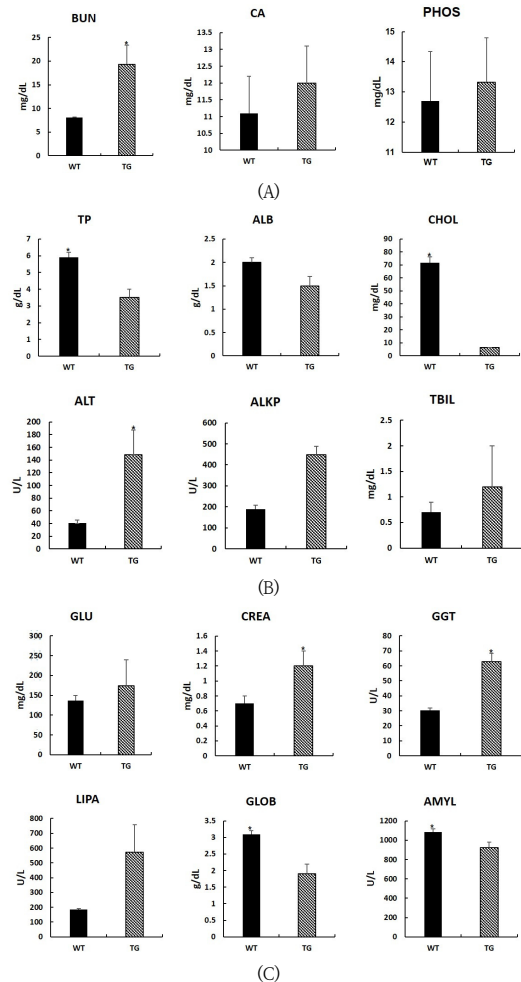 BUN
mg/dL
25
20
15
10
5
0
*
WT TG
CA
mg/dL
13.5
13
12.5
12
11.5
11
10.5
10
WT TG
PHOS
mg/dL
15
14
13
12
11
WT TG
(A)
TP
g/dL
7
6
5
4
3
2
1
0
*
WT TG
ALB
g/dL
2.5
2
1.5
1
0.5
0
WT TG
CHOL
mg/dL
90
80
70
60
50
40
30
20
10
0
*
WT TG
ALT
U/L
200
180
160
140
120
100
80
60
40
20
0
*
WT TG
ALKP
U/L
600
500
400
300
200
100
0
WT TG
TBIL
mg/dL
2.5
2
1.5
1
0.5
0
WT TG
(B)
GLU
mg/dL
300
250
200
150
100
50
0
WT TG
CREA
mg/dL
1.6
1.4
1.2
1
0.8
0.6
0.4
0.2
0
*
WT TG
GGT
U/L
80
70
60
50
40
30
20
10
0
*
WT TG
LIPA
U/L
800
700
600
500
400
300
200
100
0
WT TG
GLOB
g/dL
3.5
3
2.5
2
1.5
1
0.5
0
*
WT TG
AMYL
U/L
1200
1000
800
600
400
200
0
*
WT TG
(C)